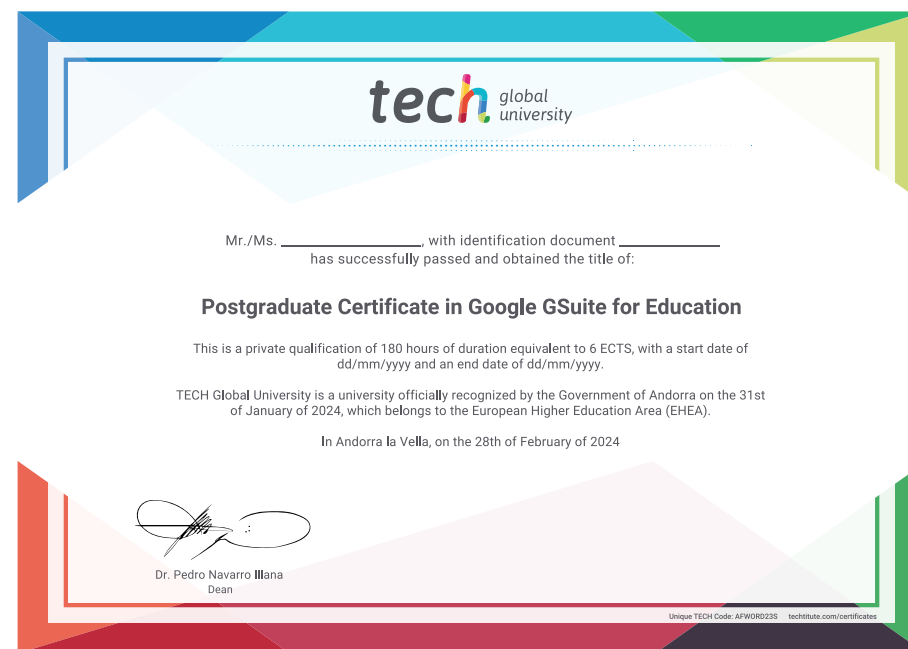 tech global university
Mr./Ms. ____________________, with identification document ______________
has successfully passed and obtained the title of:
Postgraduate Certificate in Google GSuite for Education
This is a private qualification of 180 hours of duration equivalent to 6 ECTS, with a start date of
dd/mm/yyyy and an end date of dd/mm/yyyy.
TECH Global University is a university officially recognized by the Government of Andorra on the 31st
of January of 2024, which belongs to the European Higher Education Area (EHEA).
In Andorra la Vella, on the 28th of February of 2024
Dr. Pedro Navarro Illana
Dean
Unique TECH Code: AFWORD23S techtitute.com/certificates